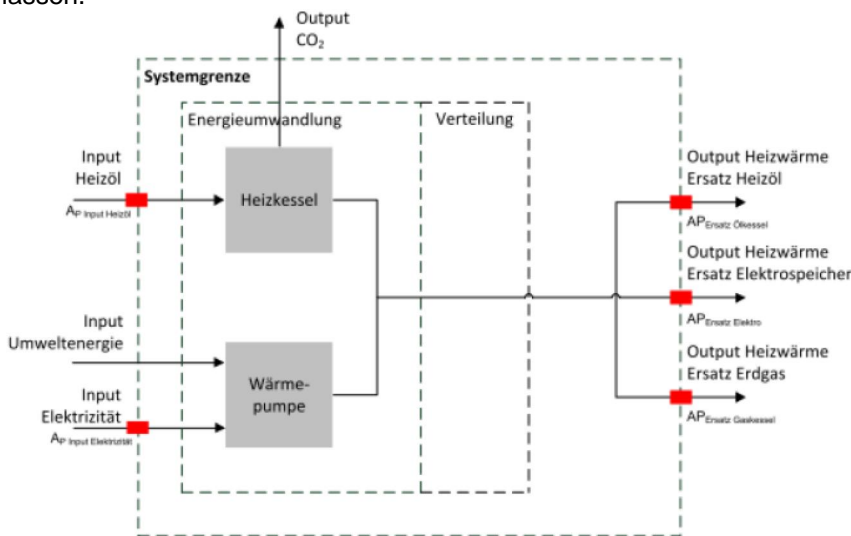 Output
CO₂
Systemgrenze
Energieumwandlung
Verteilung
Input
Heizöl
AP Input Heizöl
Heizkessel
Output Heizwärme
Ersatz Heizöl
APErsatz Ölkessel
Output Heizwärme
Ersatz Elektrospeicher
APErsatz Elektro
Input
Umweltenergie
Wärme-
pumpe
Input
Elektrizität
AP Input Elektrizität
Output Heizwärme
Ersatz Erdgas
APErsatz Gaskessel